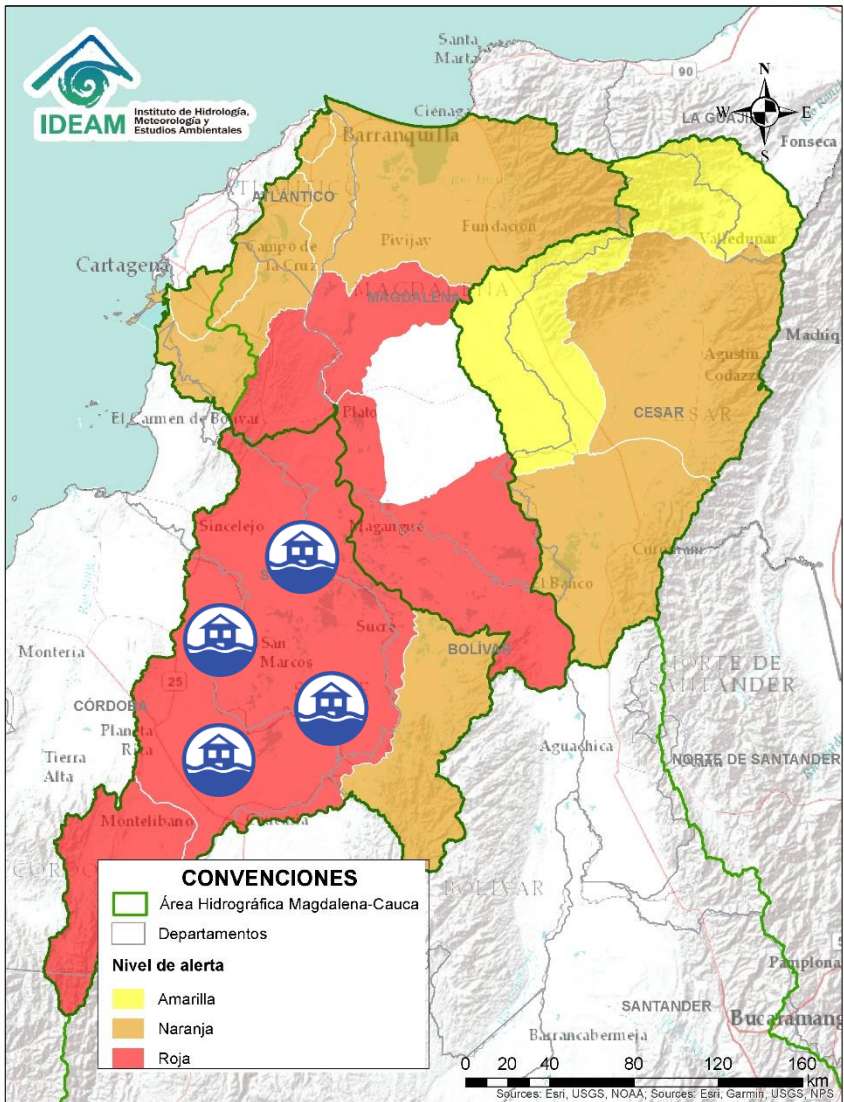 Santa
Marta
90
N
W
E
S
IDEAM
Instituto de Hidrología,
Meteorología y
Estudios Ambientales
Ciénaga
LA GUAJI
Fonseca
Barranquilla
ATLÁNTICO
Fundación
Valledupar
Campo de
la Cruz
Pivijay
Cartagena
MAGDALENA
MAGDALENA
Machiq
Agustín
Codazzi
CESAR
CESAR
El Carmen de Bolívar
Plato
Sincelejo
Magangué
El Banco
Sucre
Montería
San
Marcos
BOLÍVAR
NORTE DE
SANTANDER
25
CÓRDOBA
Planeta
Rica
Tierra
Alta
Aguachica
NORTE DE SANTANDER
Montelíbano
BOLÍVAR
CONVENCIONES
Área Hidrográfica Magdalena-Cauca
Departamentos
Nivel de alerta
Amarilla
Naranja
Roja
Pamplona
SANTANDER
Bucaramang
Barrancabermeja
0 20 40 80 120 160
km
Sources: Esri, USGS, NOAA; Sources: Esri, Garmin, USGS, NPS